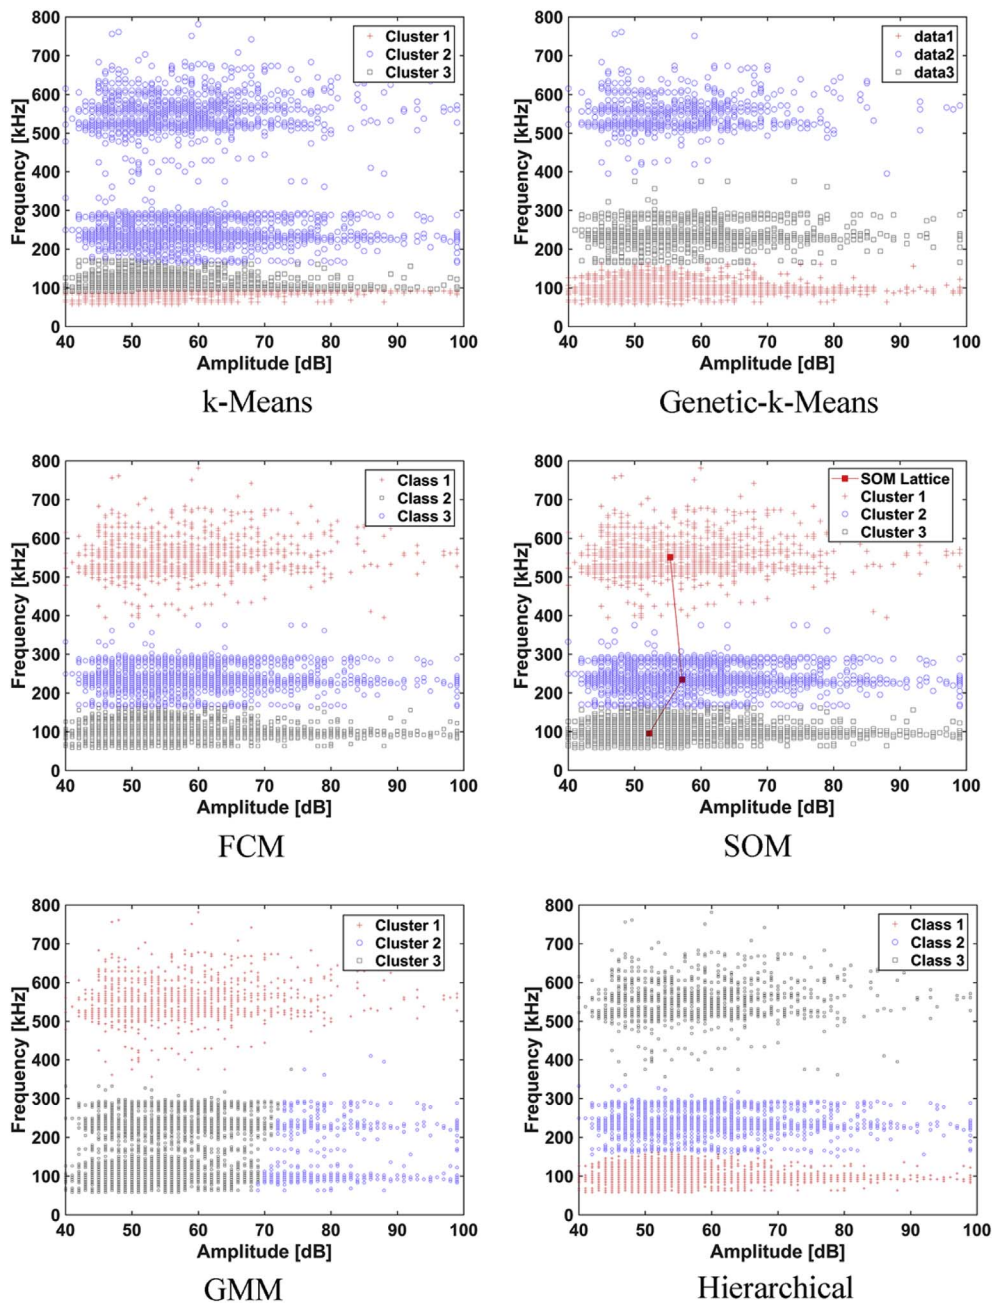 800
700
600
500
400
300
200
100
0
Frequency [kHz]
Cluster 1
Cluster 2
Cluster 3
40 50 60 70 80 90 100
Amplitude [dB]
k-Means
800
700
600
500
400
300
200
100
0
Frequency [kHz]
data1
data2
data3
40 50 60 70 80 90 100
Amplitude [dB]
Genetic-k-Means
800
700
600
500
400
300
200
100
0
Frequency [kHz]
Class 1
Class 2
Class 3
40 50 60 70 80 90 100
Amplitude [dB]
FCM
800
700
600
500
400
300
200
100
0
Frequency [kHz]
SOM Lattice
Cluster 1
Cluster 2
Cluster 3
40 50 60 70 80 90 100
Amplitude [dB]
SOM
800
700
600
500
400
300
200
100
0
Frequency [kHz]
Cluster 1
Cluster 2
Cluster 3
40 50 60 70 80 90 100
Amplitude [dB]
GMM
800
700
600
500
400
300
200
100
0
Frequency [kHz]
Class 1
Class 2
Class 3
40 50 60 70 80 90 100
Amplitude [dB]
Hierarchical